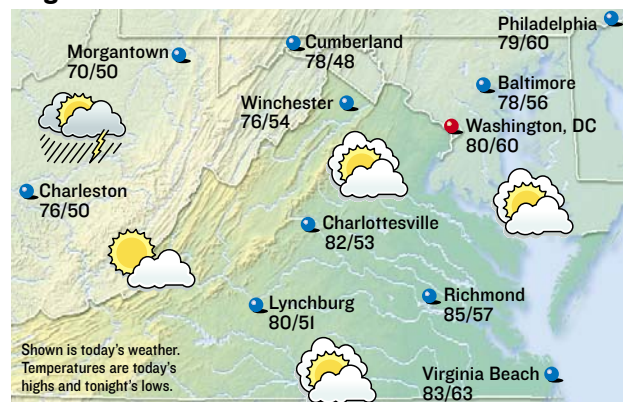 Philadelphia
79/60
Morgantown
70/50
Cumberland
78/48
Baltimore
78/56
Winchester
76/54
Washington, DC
80/60
Charleston
76/50
Charlottesville
82/53
Lynchburg
80/51
Richmond
85/57
Shown is today's weather.
Temperatures are today's
highs and tonight's lows.
Virginia Beach
83/63